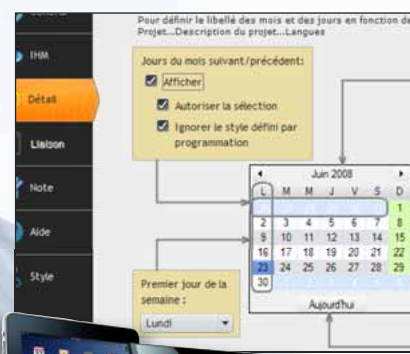 Pour définir le libellé des mois et des jours en fonction de
Projet...Description du projet...Langues
IHM
Détail
Liaison
Note
Aide
Style
Jours du mois suivant/précédent:
Afficher
Autoriser la sélection
Ignorer le style défini par
programmation
Juin 2008
L M M J V S D
1
2 3 4 5 6 7 8
9 10 11 12 13 14 15
16 17 18 19 20 21 22
23 24 25 26 27 28 29
30
Aujourd'hui
Premier jour de la
semaine :
Lundi